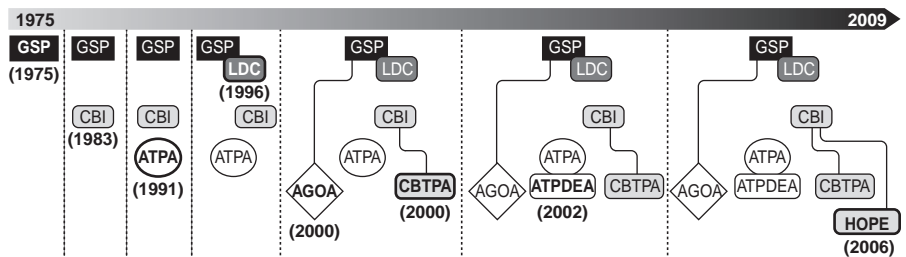 1975 2009
GSP
(1975)
GSP
CBI
(1983)
GSP
CBI
ATPA
(1991)
GSP
LDC
(1996)
CBI
ATPA
GSP
LDC
CBI
ATPA
AGOA
(2000)
CBTPA
(2000)
GSP
LDC
CBI
ATPA
AGOA
ATPDEA
(2002)
CBTPA
GSP
LDC
CBI
ATPA
AGOA
ATPDEA
CBTPA
HOPE
(2006)